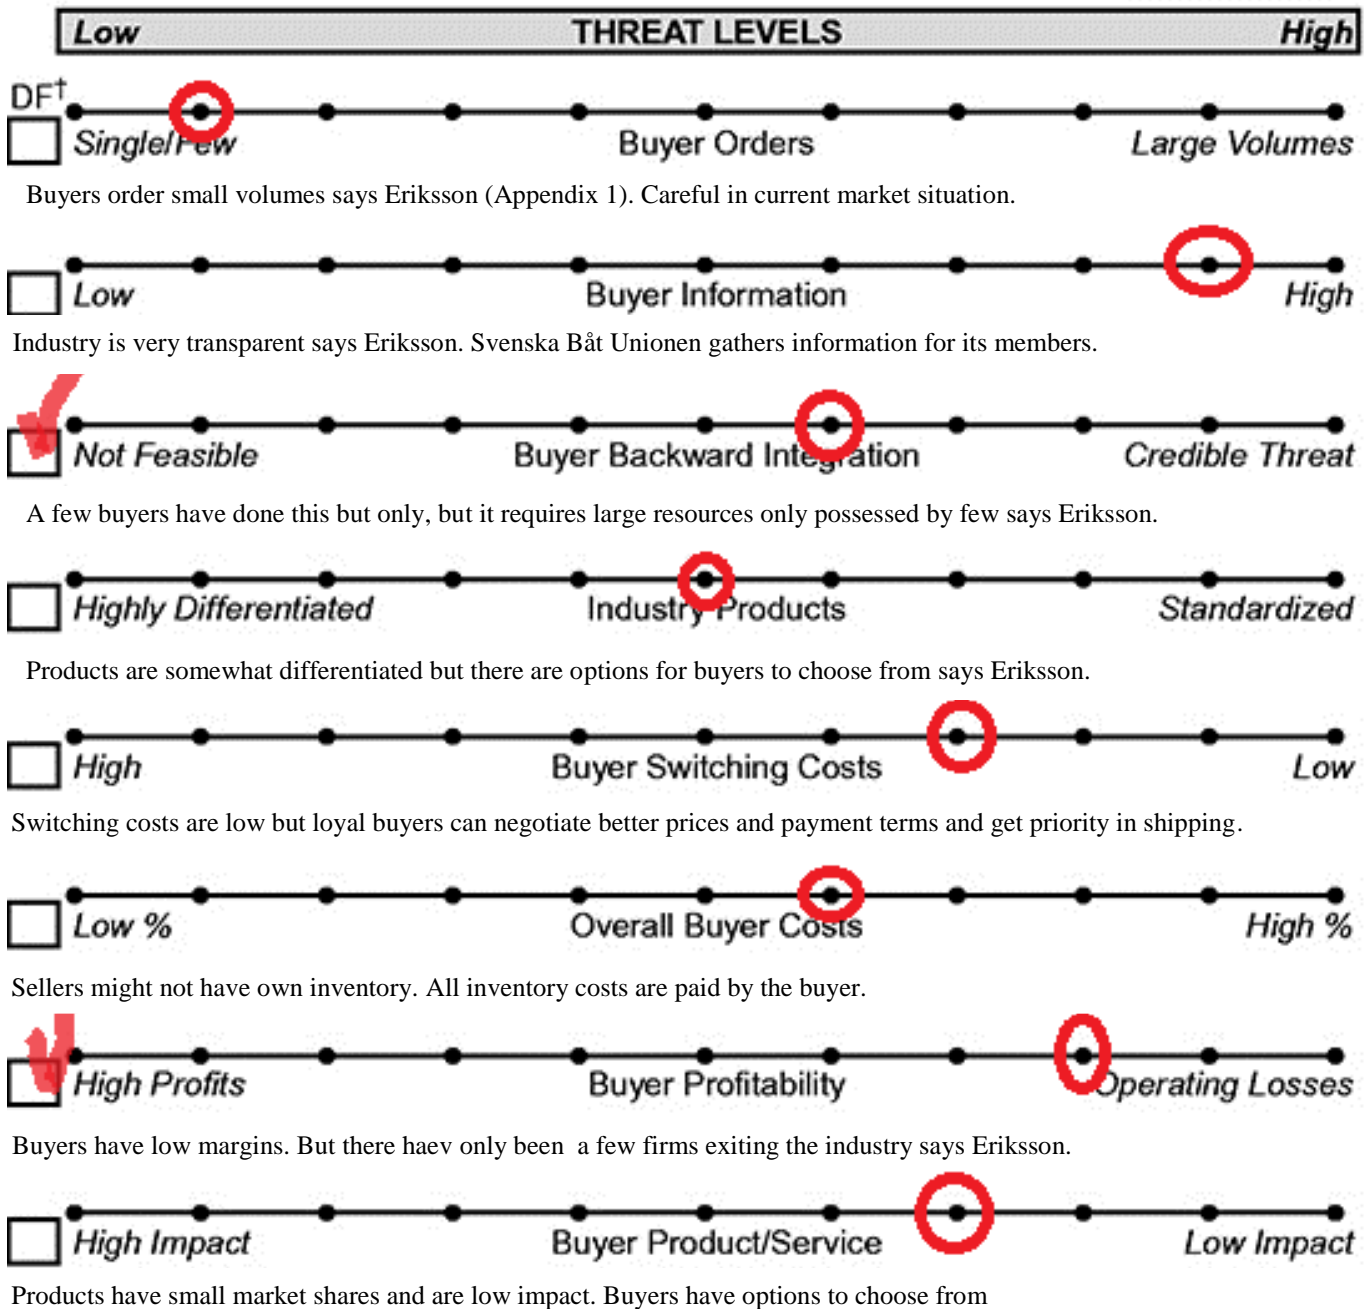 Low THREAT LEVELS High
DF†
Single/Few Buyer Orders Large Volumes
Buyers order small volumes says Eriksson (Appendix 1). Careful in current market situation.
Low Buyer Information High
Industry is very transparent says Eriksson. Svenska Båt Unionen gathers information for its members.
Not Feasible Buyer Backward Integration Credible Threat
A few buyers have done this but only, but it requires large resources only possessed by few says Eriksson.
Highly Differentiated Industry Products Standardized
Products are somewhat differentiated but there are options for buyers to choose from says Eriksson.
High Buyer Switching Costs Low
Switching costs are low but loyal buyers can negotiate better prices and payment terms and get priority in shipping.
Low % Overall Buyer Costs High %
Sellers might not have own inventory. All inventory costs are paid by the buyer.
High Profits Buyer Profitability Operating Losses
Buyers have low margins. But there haev only been a few firms exiting the industry says Eriksson.
High Impact Buyer Product/Service Low Impact
Products have small market shares and are low impact. Buyers have options to choose from